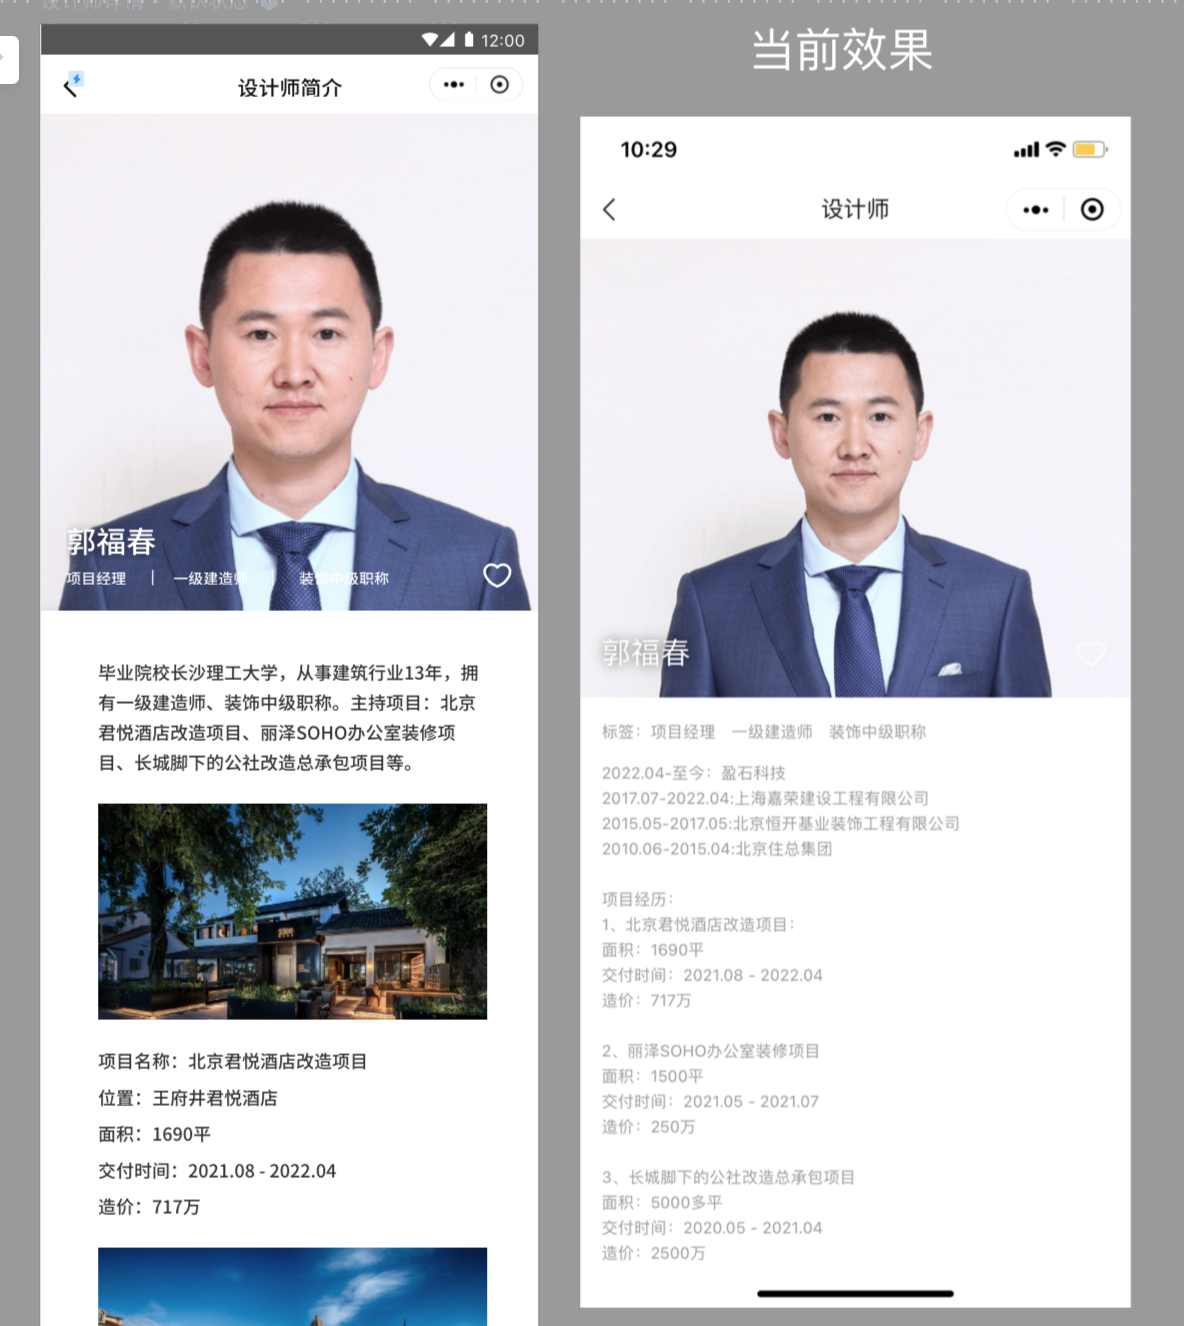 当前效果
12:00
设计师简介
郭福春
项目经理 | 一级建造师 | 装饰中级职称
毕业院校长沙理工大学，从事建筑行业13年，拥
有一级建造师、装饰中级职称。主持项目：北京
君悦酒店改造项目、丽泽SOHO办公室装修项
目、长城脚下的公社改造总承包项目等。
项目名称：北京君悦酒店改造项目
位置：王府井君悦酒店
面积：1690平
交付时间：2021.08 - 2022.04
造价：717万
10:29
设计师
郭福春
标签：项目经理 一级建造师 装饰中级职称
2022.04-至今：盈石科技
2017.07-2022.04:上海嘉荣建设工程有限公司
2015.05-2017.05:北京恒开基业装饰工程有限公司
2010.06-2015.04:北京住总集团
项目经历：
1、北京君悦酒店改造项目：
面积：1690平
交付时间：2021.08 - 2022.04
造价：717万
2、丽泽SOHO办公室装修项目
面积：1500平
交付时间：2021.05 - 2021.07
造价：250万
3、长城脚下的公社改造总承包项目
面积：5000多平
交付时间：2020.05 - 2021.04
造价：2500万